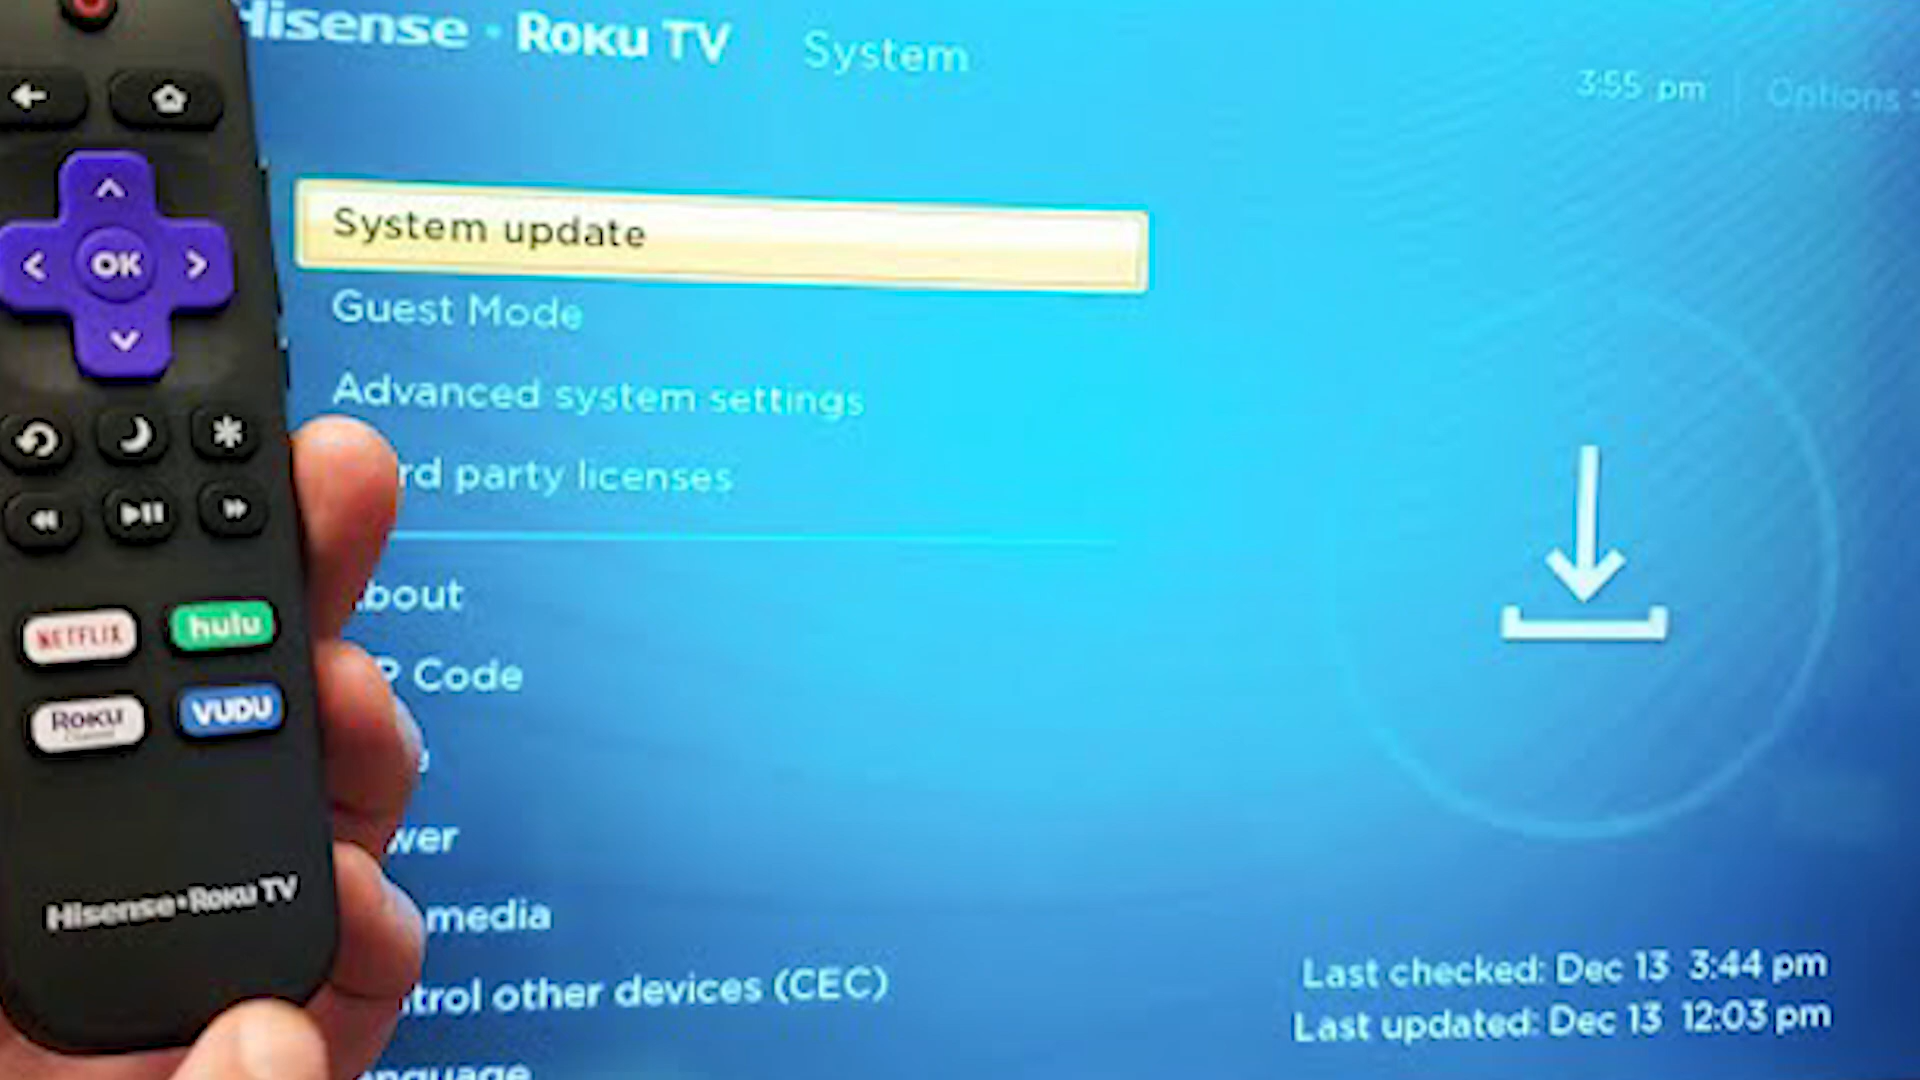 Hisense · Roku TV System
3:55 pm | Options
System update
Guest Mode
Advanced system settings
rd party licenses
bout
P Code
wer
media
trol other devices (CEC)
nguage
Last checked: Dec 13 3:44 pm
Last updated: Dec 13 12:03 pm
OK
NETFLIX
hulu
Roku
Channel
VUDU
Hisense·Roku TV